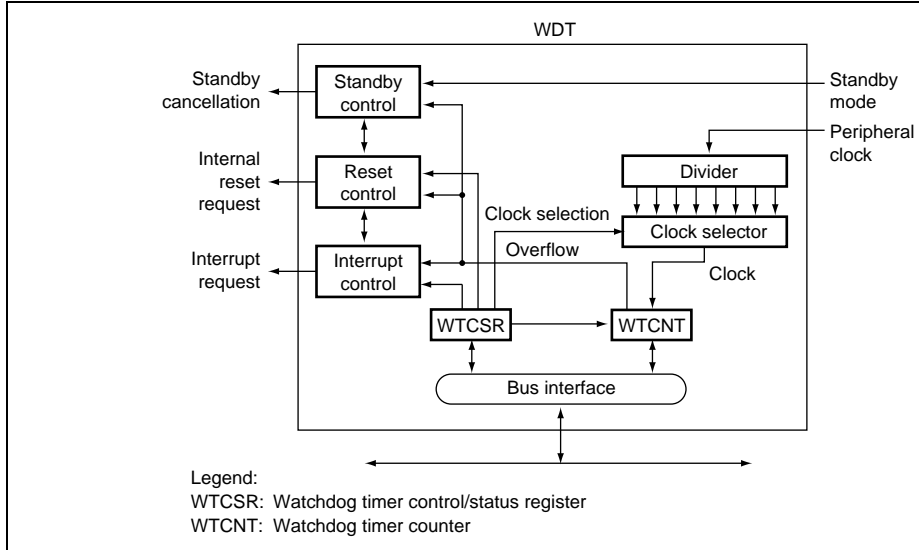 WDT
Standby
cancellation
Standby
control
Standby
mode
Peripheral
clock
Internal
reset
request
Reset
control
Divider
Clock selection
Clock selector
Interrupt
request
Interrupt
control
Overflow
Clock
WTCSR
WTCNT
Bus interface
Legend:
WTCSR: Watchdog timer control/status register
WTCNT: Watchdog timer counter